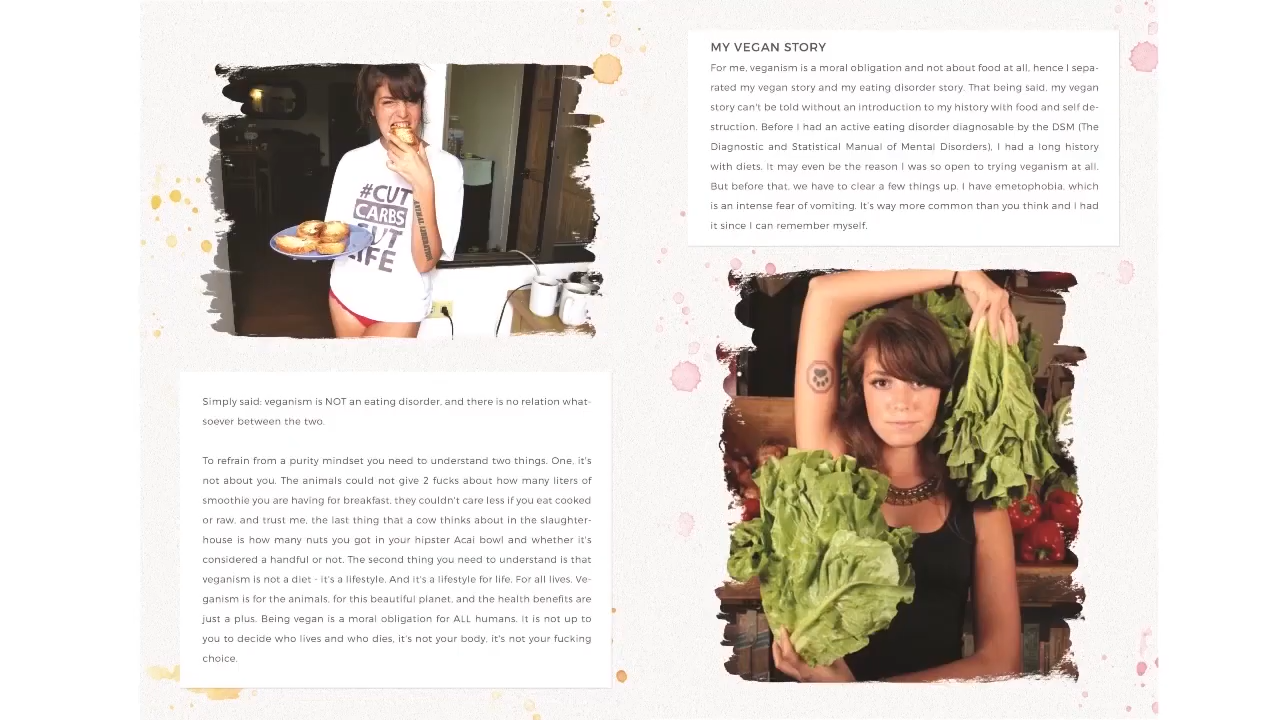 #CUT
CARBS
CUT
LIFE
Simply said: veganism is NOT an eating disorder, and there is no relation what-
soever between the two.
To refrain from a purity mindset you need to understand two things. One, it's
not about you. The animals could not give 2 fucks about how many liters of
smoothie you are having for breakfast, they couldn't care less if you eat cooked
or raw, and trust me, the last thing that a cow thinks about in the slaughter-
house is how many nuts you got in your hipster Acai bowl and whether it's
considered a handful or not. The second thing you need to understand is that
veganism is not a diet - it's a lifestyle. And it's a lifestyle for life. For all lives. Ve-
ganism is for the animals, for this beautiful planet, and the health benefits are
just a plus. Being vegan is a moral obligation for ALL humans. It is not up to
you to decide who lives and who dies, it's not your body, it's not your fucking
choice.
MY VEGAN STORY
For me, veganism is a moral obligation and not about food at all, hence I sepa-
rated my vegan story and my eating disorder story. That being said, my vegan
story can't be told without an introduction to my history with food and self de-
struction. Before I had an active eating disorder diagnosable by the DSM (The
Diagnostic and Statistical Manual of Mental Disorders), I had a long history
with diets. It may even be the reason I was so open to trying veganism at all.
But before that, we have to clear a few things up. I have emetophobia, which
is an intense fear of vomiting. It's way more common than you think and I had
it since I can remember myself.